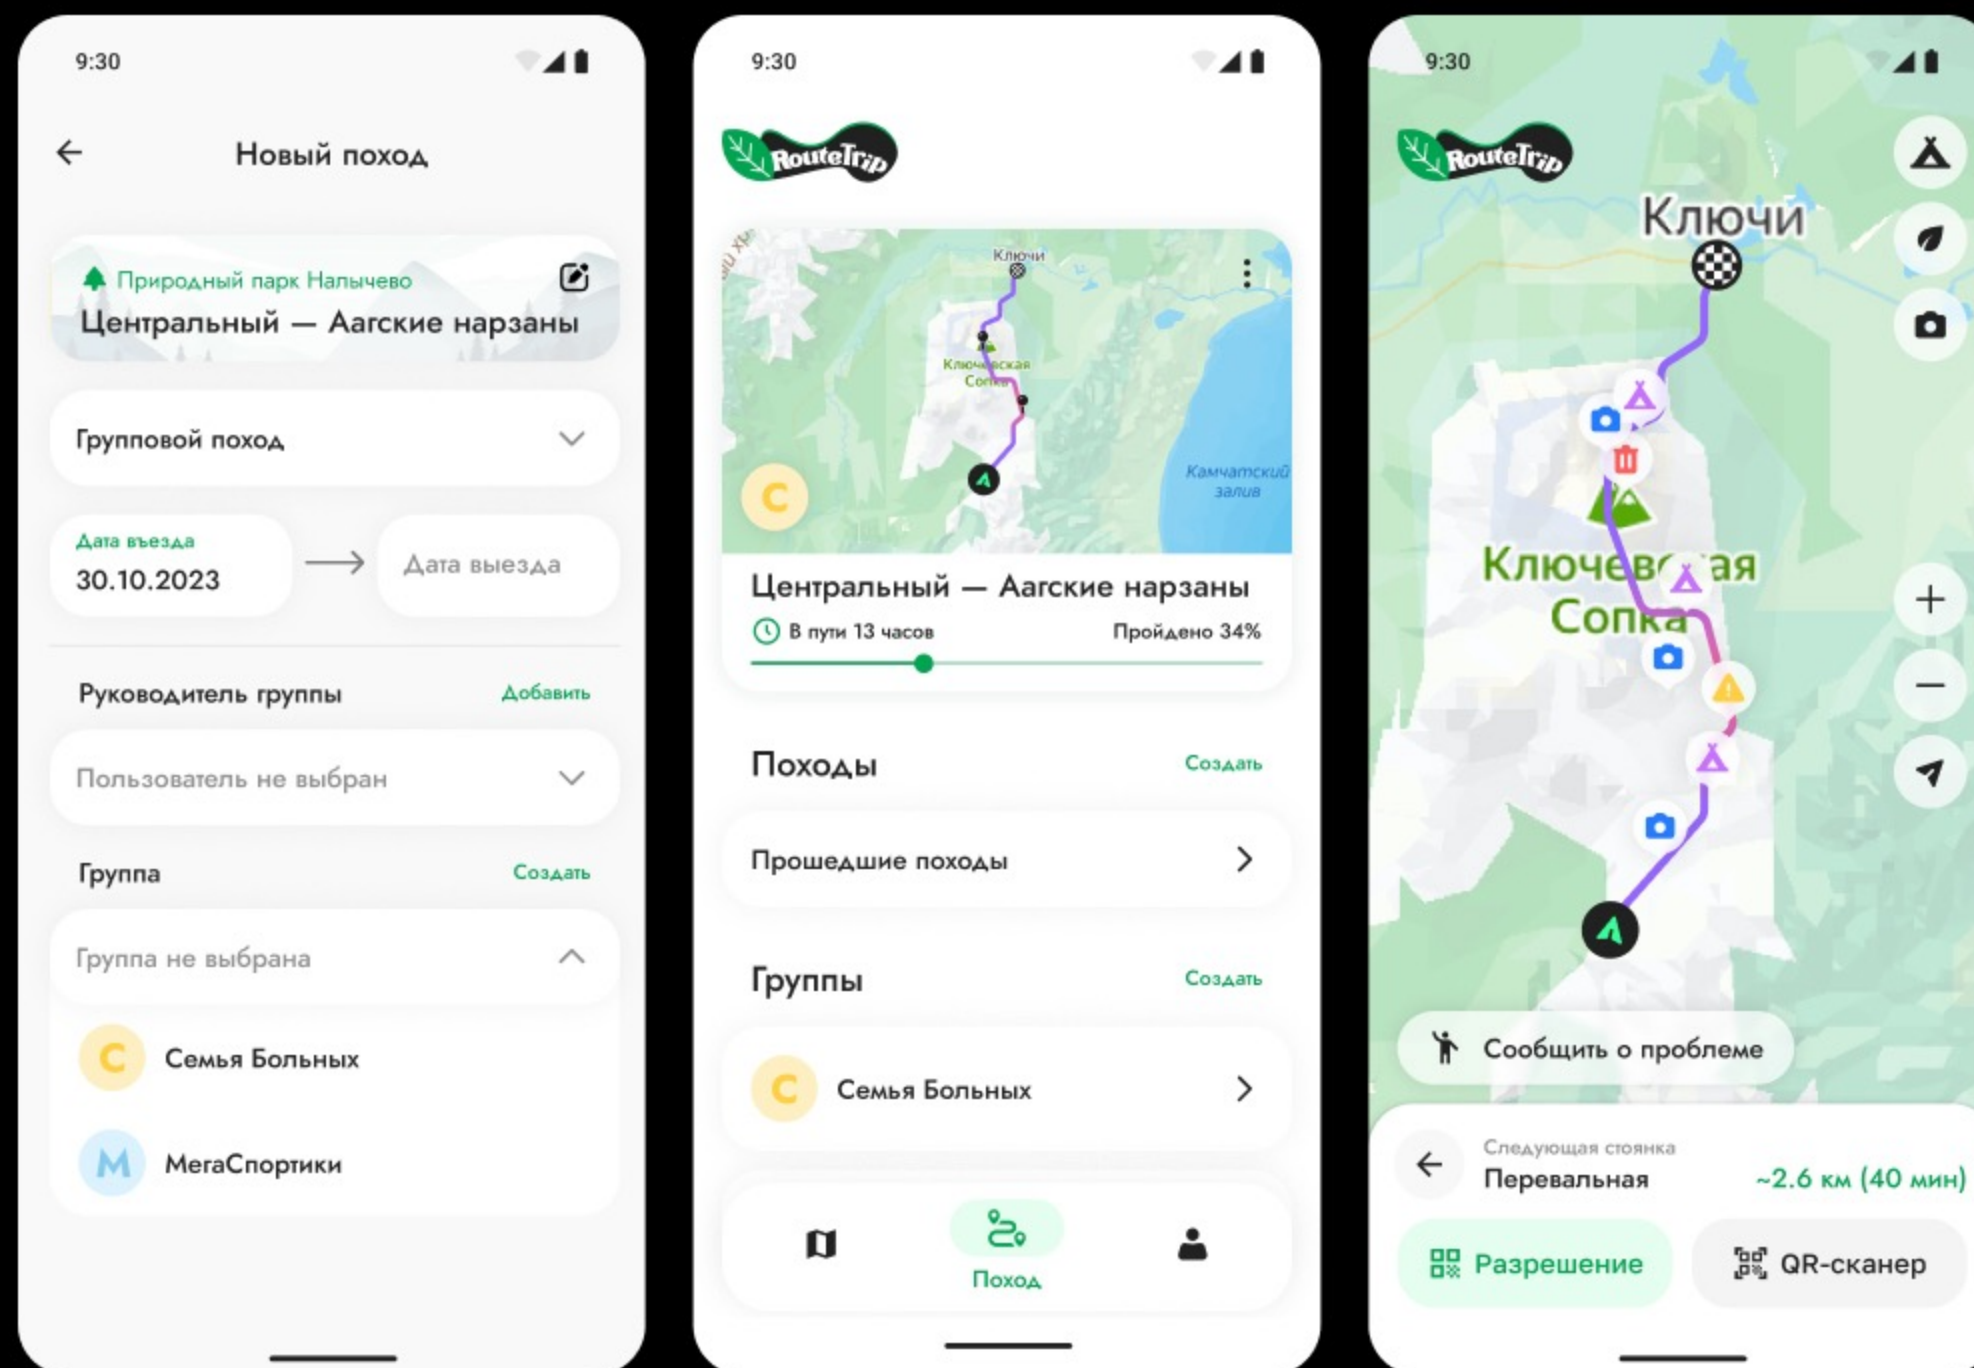 9:30
Новый поход
Природный парк Налычево
Центральный — Аагские нарзаны
Групповой поход
Дата въезда
30.10.2023
Дата выезда
Руководитель группы
Добавить
Пользователь не выбран
Группа
Создать
Группа не выбрана
С
Семья Больных
М
МегаСпортики
9:30
RouteTrip
Ключи
Ключевская
Сопка
Камчатский
залив
С
Центральный — Аагские нарзаны
В пути 13 часов
Пройдено 34%
Походы
Создать
Прошедшие походы
Группы
Создать
С
Семья Больных
Поход
9:30
RouteTrip
Ключи
Ключевская
Сопка
Сообщить о проблеме
Следующая стоянка
Перевальная
~2.6 км (40 мин)
Разрешение
QR-сканер